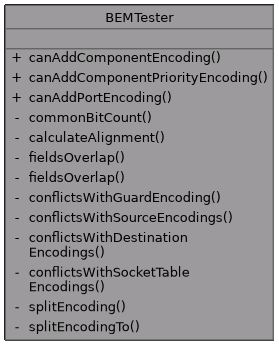 BEMTester
+ canAddComponentEncoding()
+ canAddComponentPriorityEncoding()
+ canAddPortEncoding()
- commonBitCount()
- calculateAlignment()
- fieldsOverlap()
- fieldsOverlap()
- conflictsWithGuardEncoding()
- conflictsWithSourceEncodings()
- conflictsWithDestination
Encodings()
- conflictsWithSocketTable
Encodings()
- splitEncoding()
- splitEncodingTo()